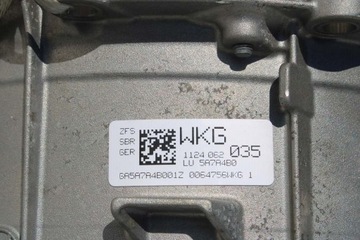 ZFS
SBR
GER
WKG
1124 062 035
LU 5A7A4B0
GA5A7A4B001Z 0064756WKG 1